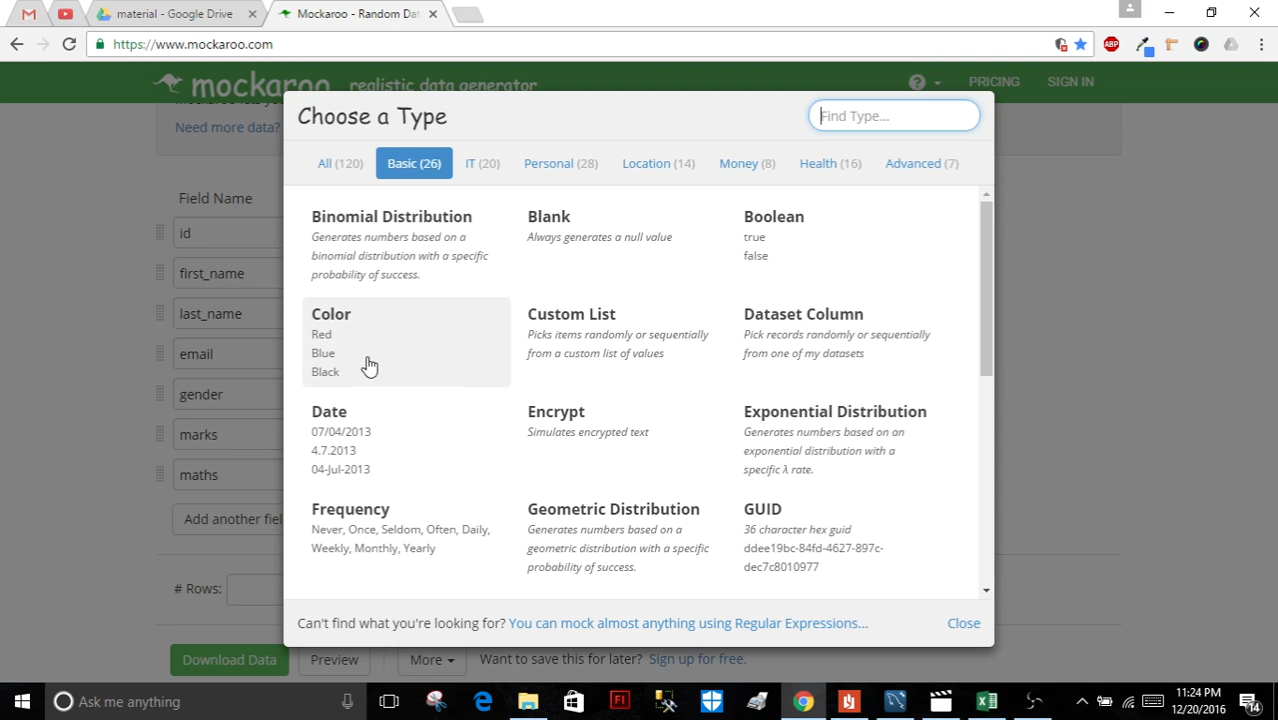 material - Google Drive
Mockaroo - Random Da
https://www.mockaroo.com
ABP
mockaroo realistic data generator
PRICING
SIGN IN
Need more data?
Choose a Type
Find Type...
All (120)
Basic (26)
IT (20)
Personal (28)
Location (14)
Money (8)
Health (16)
Advanced (7)
Field Name
id
first_name
last_name
email
gender
marks
maths
Add another fiel
# Rows:
Binomial Distribution
Generates numbers based on a
binomial distribution with a specific
probability of success.
Blank
Always generates a null value
Boolean
true
false
Color
Red
Blue
Black
Custom List
Picks items randomly or sequentially
from a custom list of values
Dataset Column
Pick records randomly or sequentially
from one of my datasets
Date
07/04/2013
4.7.2013
04-Jul-2013
Encrypt
Simulates encrypted text
Exponential Distribution
Generates numbers based on an
exponential distribution with a
specific λ rate.
Frequency
Never, Once, Seldom, Often, Daily,
Weekly, Monthly, Yearly
Geometric Distribution
Generates numbers based on a
geometric distribution with a specific
probability of success.
GUID
36 character hex guid
ddee19bc-84fd-4627-897c-
dec7c8010977
Can't find what you're looking for? You can mock almost anything using Regular Expressions...
Close
Download Data
Preview
More
Want to save this for later? Sign up for free.
Ask me anything
11:24 PM
12/20/2016
14